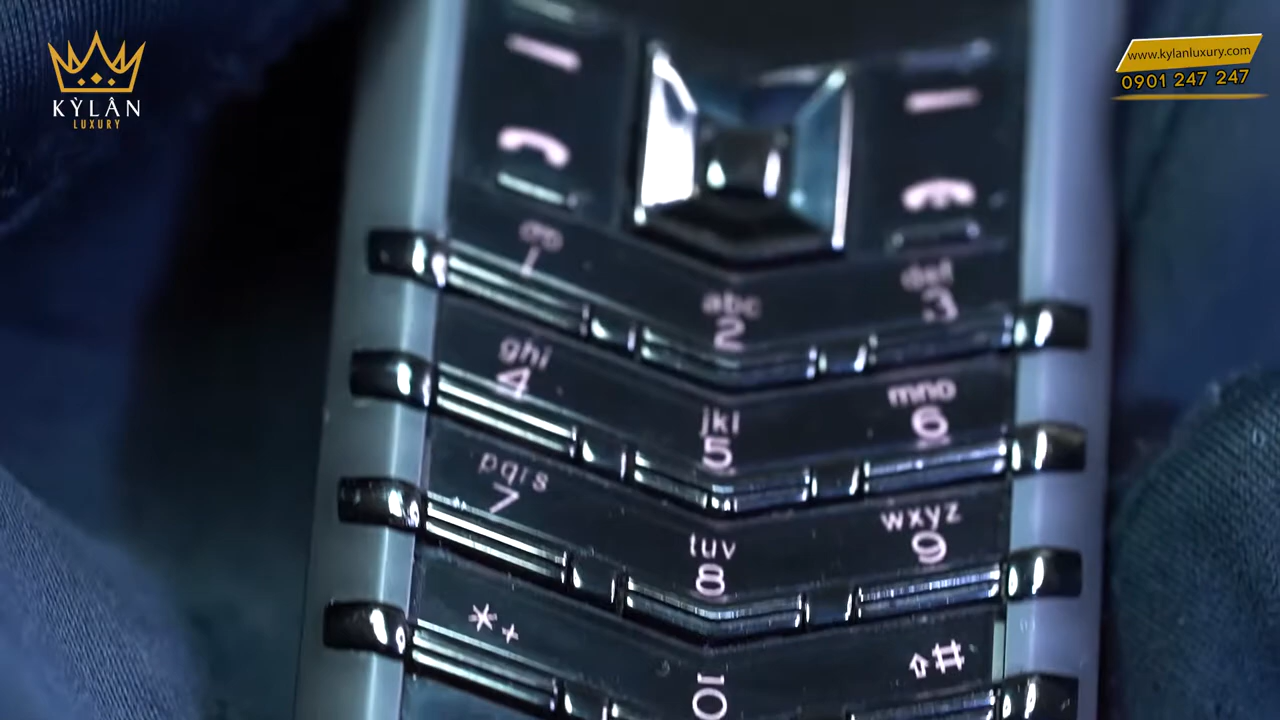 KỲLÂN
LUXURY
www.kylanluxury.com
0901 247 247
1
abc
2
def
3
ghi
4
jkl
5
mno
6
pqrs
7
tuv
8
wxyz
9
*+
0
#